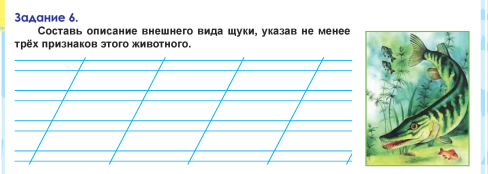 Задание 6.
Составь описание внешнего вида щуки, указав не менее
трёх признаков этого животного.